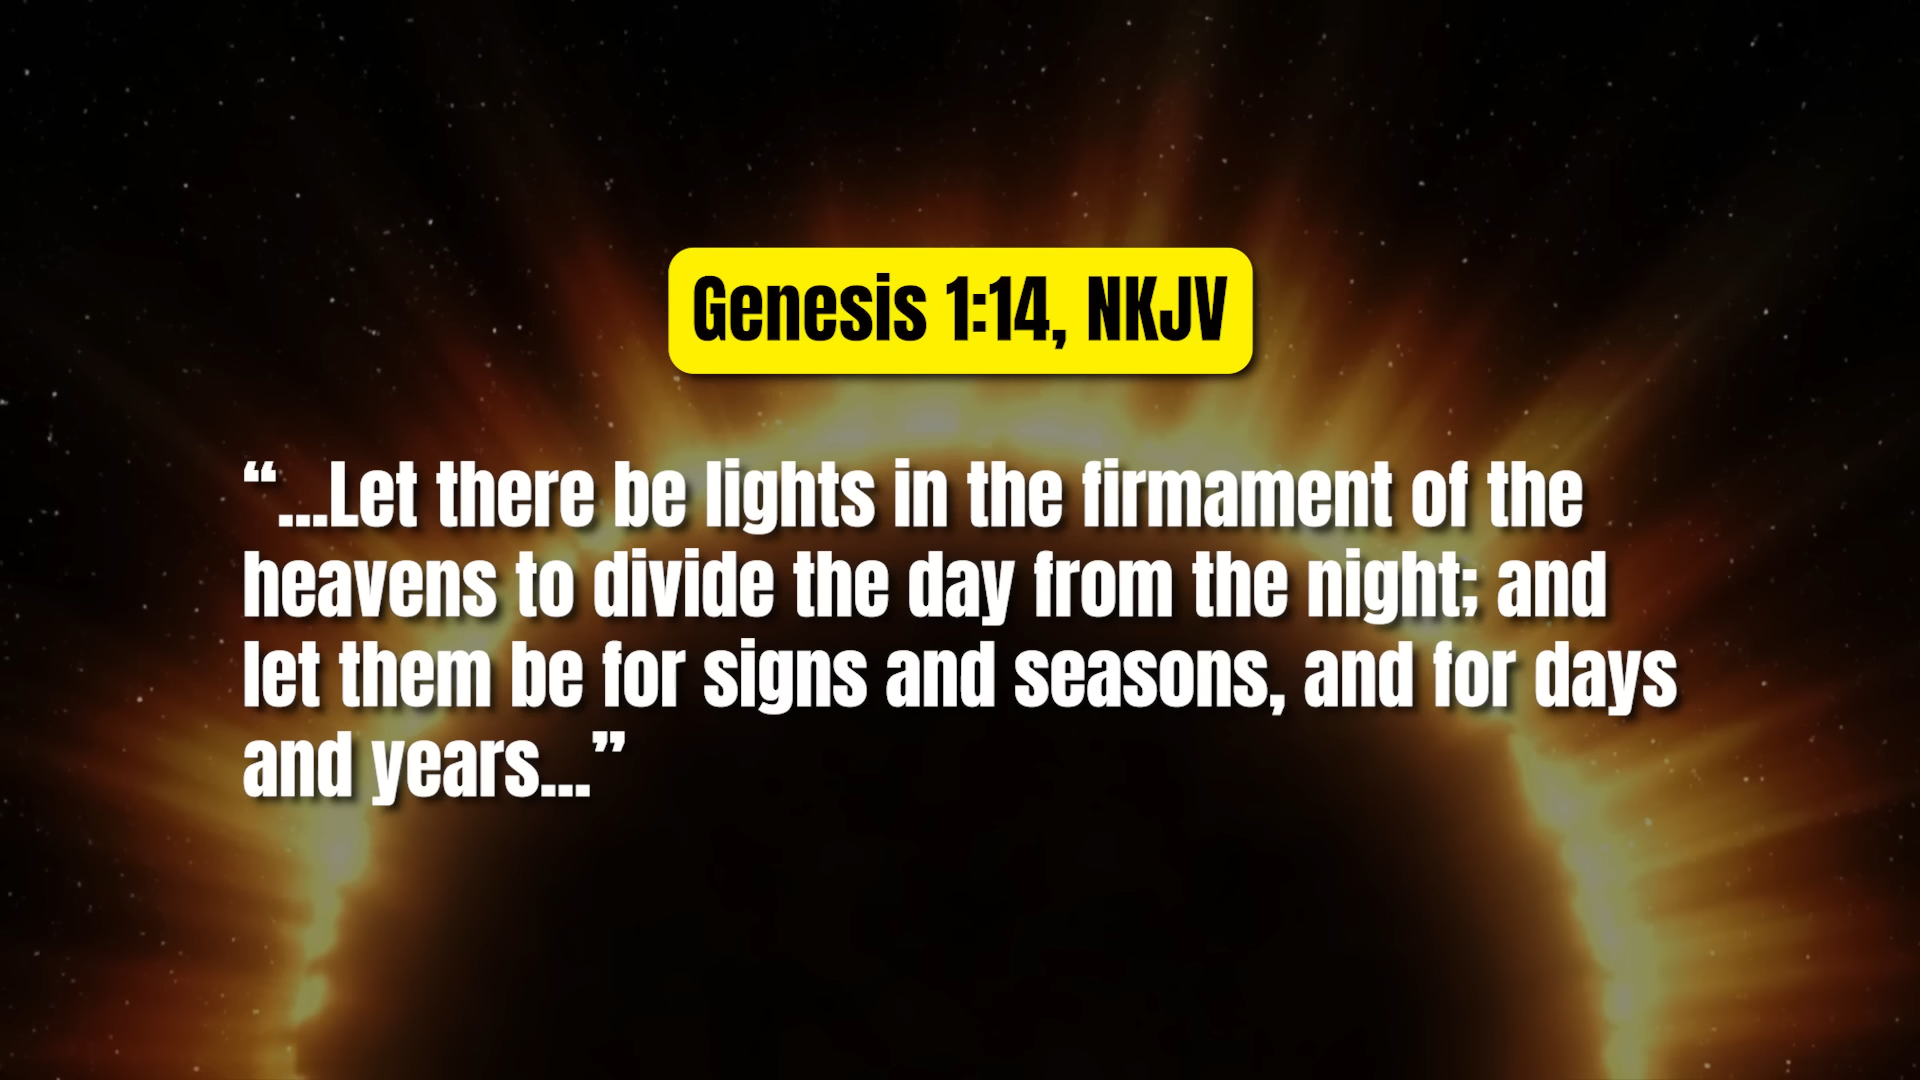 Genesis 1:14, NKJV
“...Let there be lights in the firmament of the
heavens to divide the day from the night; and
let them be for signs and seasons, and for days
and years...”